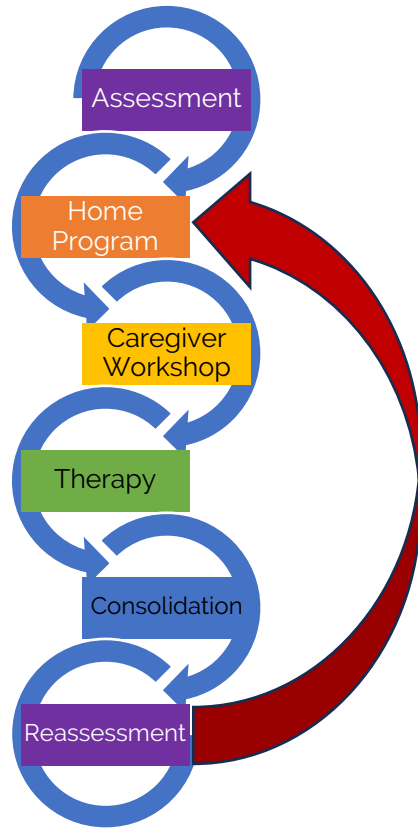 Assessment
Home
Program
Caregiver
Workshop
Therapy
Consolidation
Reassessment